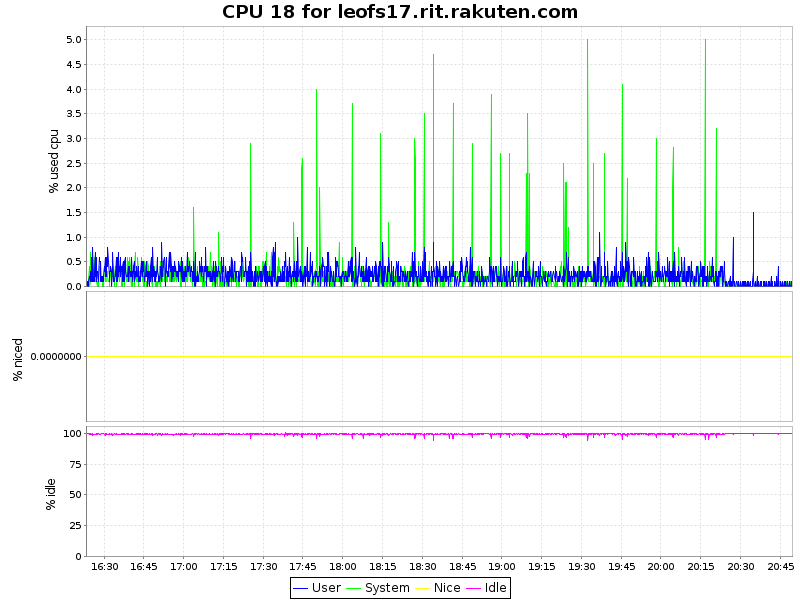 CPU 18 for leofs17.rit.rakuten.com
% used cpu
5.0
4.5
4.0
3.5
3.0
2.5
2.0
1.5
1.0
0.5
0.0
% niced
0.0000000
% idle
100
75
50
25
0
16:30 16:45 17:00 17:15 17:30 17:45 18:00 18:15 18:30 18:45 19:00 19:15 19:30 19:45 20:00 20:15 20:30 20:45
User System Nice Idle